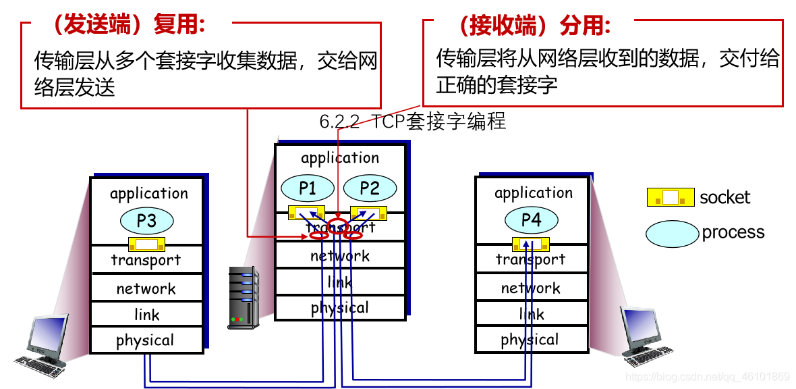 （发送端）复用:
传输层从多个套接字收集数据，交给网
络层发送
（接收端）分用:
传输层将从网络层收到的数据，交付给
正确的套接字
6.2.2 TCP套接字编程
application
P3
transport
network
link
physical
application
P1 P2
transport
network
link
physical
application
P4
transport
network
link
physical
socket
process
https://blog.csdn.net/qq_46101869